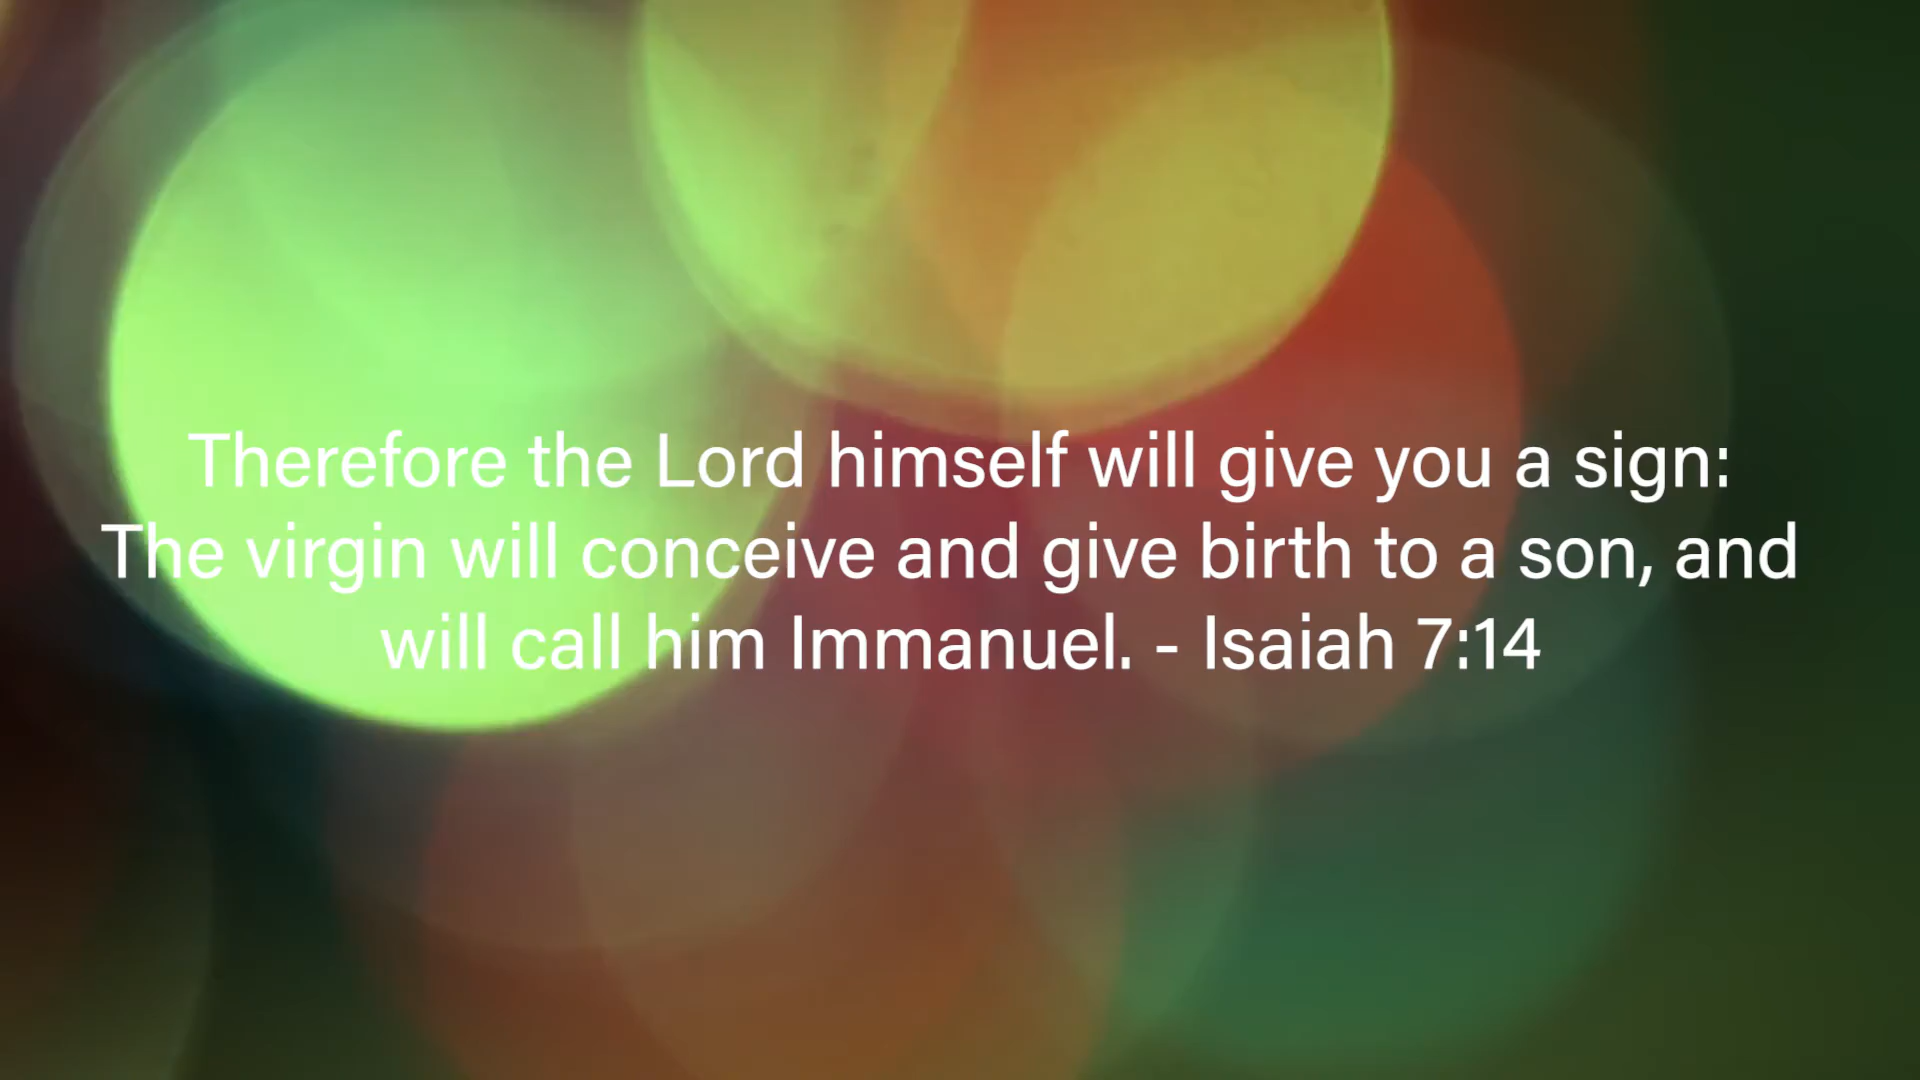 Therefore the Lord himself will give you a sign:
The virgin will conceive and give birth to a son, and
will call him Immanuel. - Isaiah 7:14